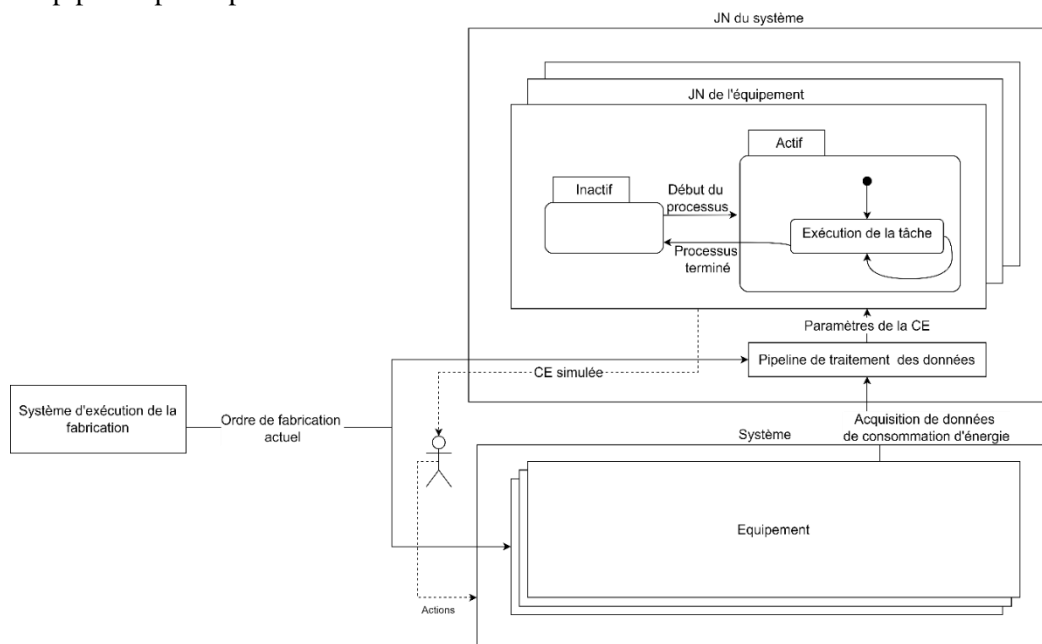 JN du système
JN de l'équipement
Actif
Inactif
Début du
processus
Exécution de la tâche
Processus
terminé
Paramètres de la CE
Pipeline de traitement des données
CE simulée
Système d'exécution de la
fabrication
Ordre de fabrication
actuel
Acquisition de données
de consommation d'énergie
Système
Equipement
Actions